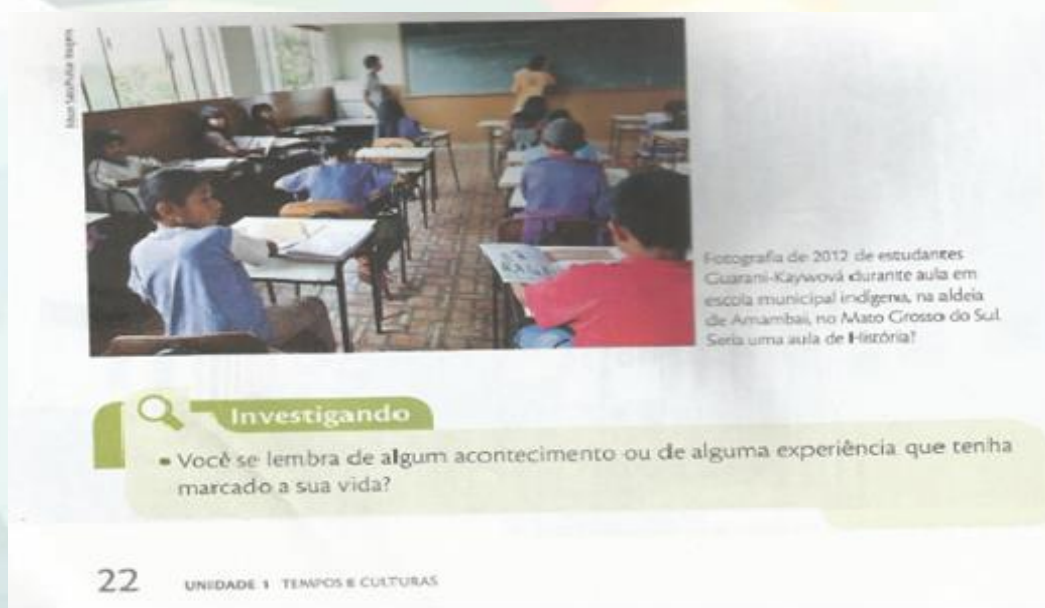 Fotografia de 2012 de estudantes
Guarani-Kaywová durante aula em
escola municipal indígena, na aldeia
de Amambai, no Mato Grosso do Sul.
Seria uma aula de História?
Investigando
• Você se lembra de algum acontecimento ou de alguma experiência que tenha
marcado a sua vida?
22 UNIDADE 1 TEMPOS E CULTURAS